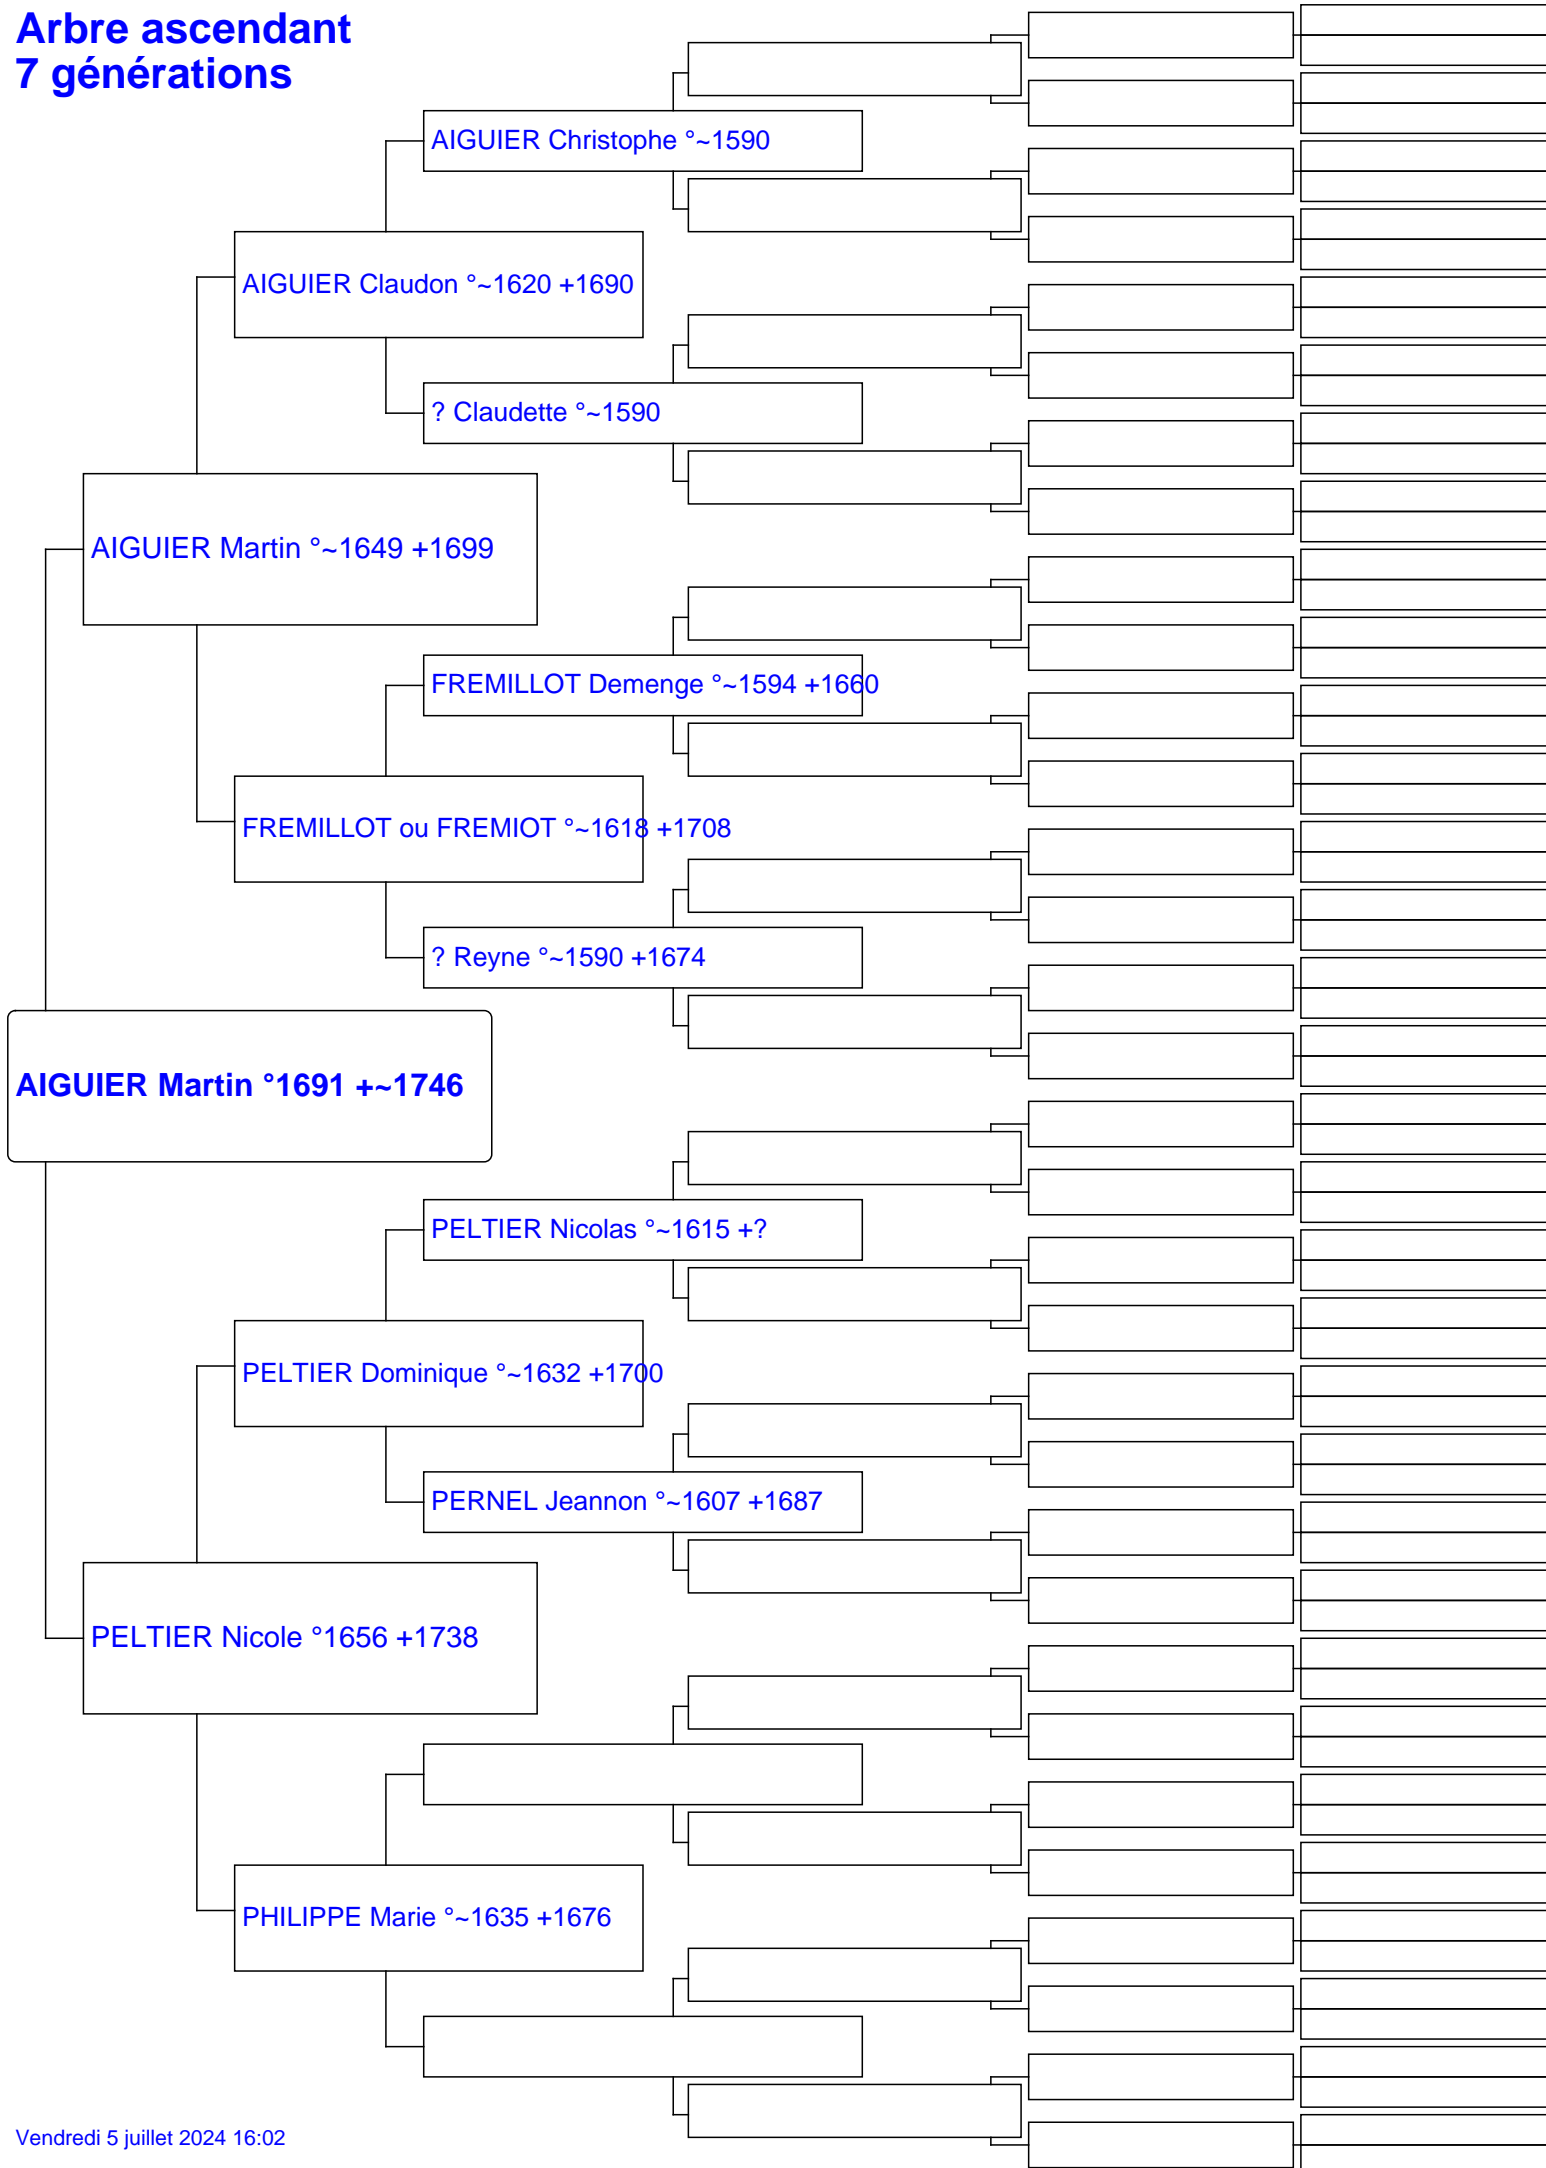 Arbre ascendant
7 générations
AIGUIER Christophe °~1590
AIGUIER Claudon °~1620 +1690
? Claudette °~1590
AIGUIER Martin °~1649 +1699
FREMILLOT Demenge °~1594 +1660
FREMILLOT ou FREMIOT °~1618 +1708
? Reyne °~1590 +1674
AIGUIER Martin °1691 +~1746
PELTIER Nicolas °~1615 +?
PELTIER Dominique °~1632 +1700
PERNEL Jeannon °~1607 +1687
PELTIER Nicole °1656 +1738
PHILIPPE Marie °~1635 +1676
Vendredi 5 juillet 2024 16:02